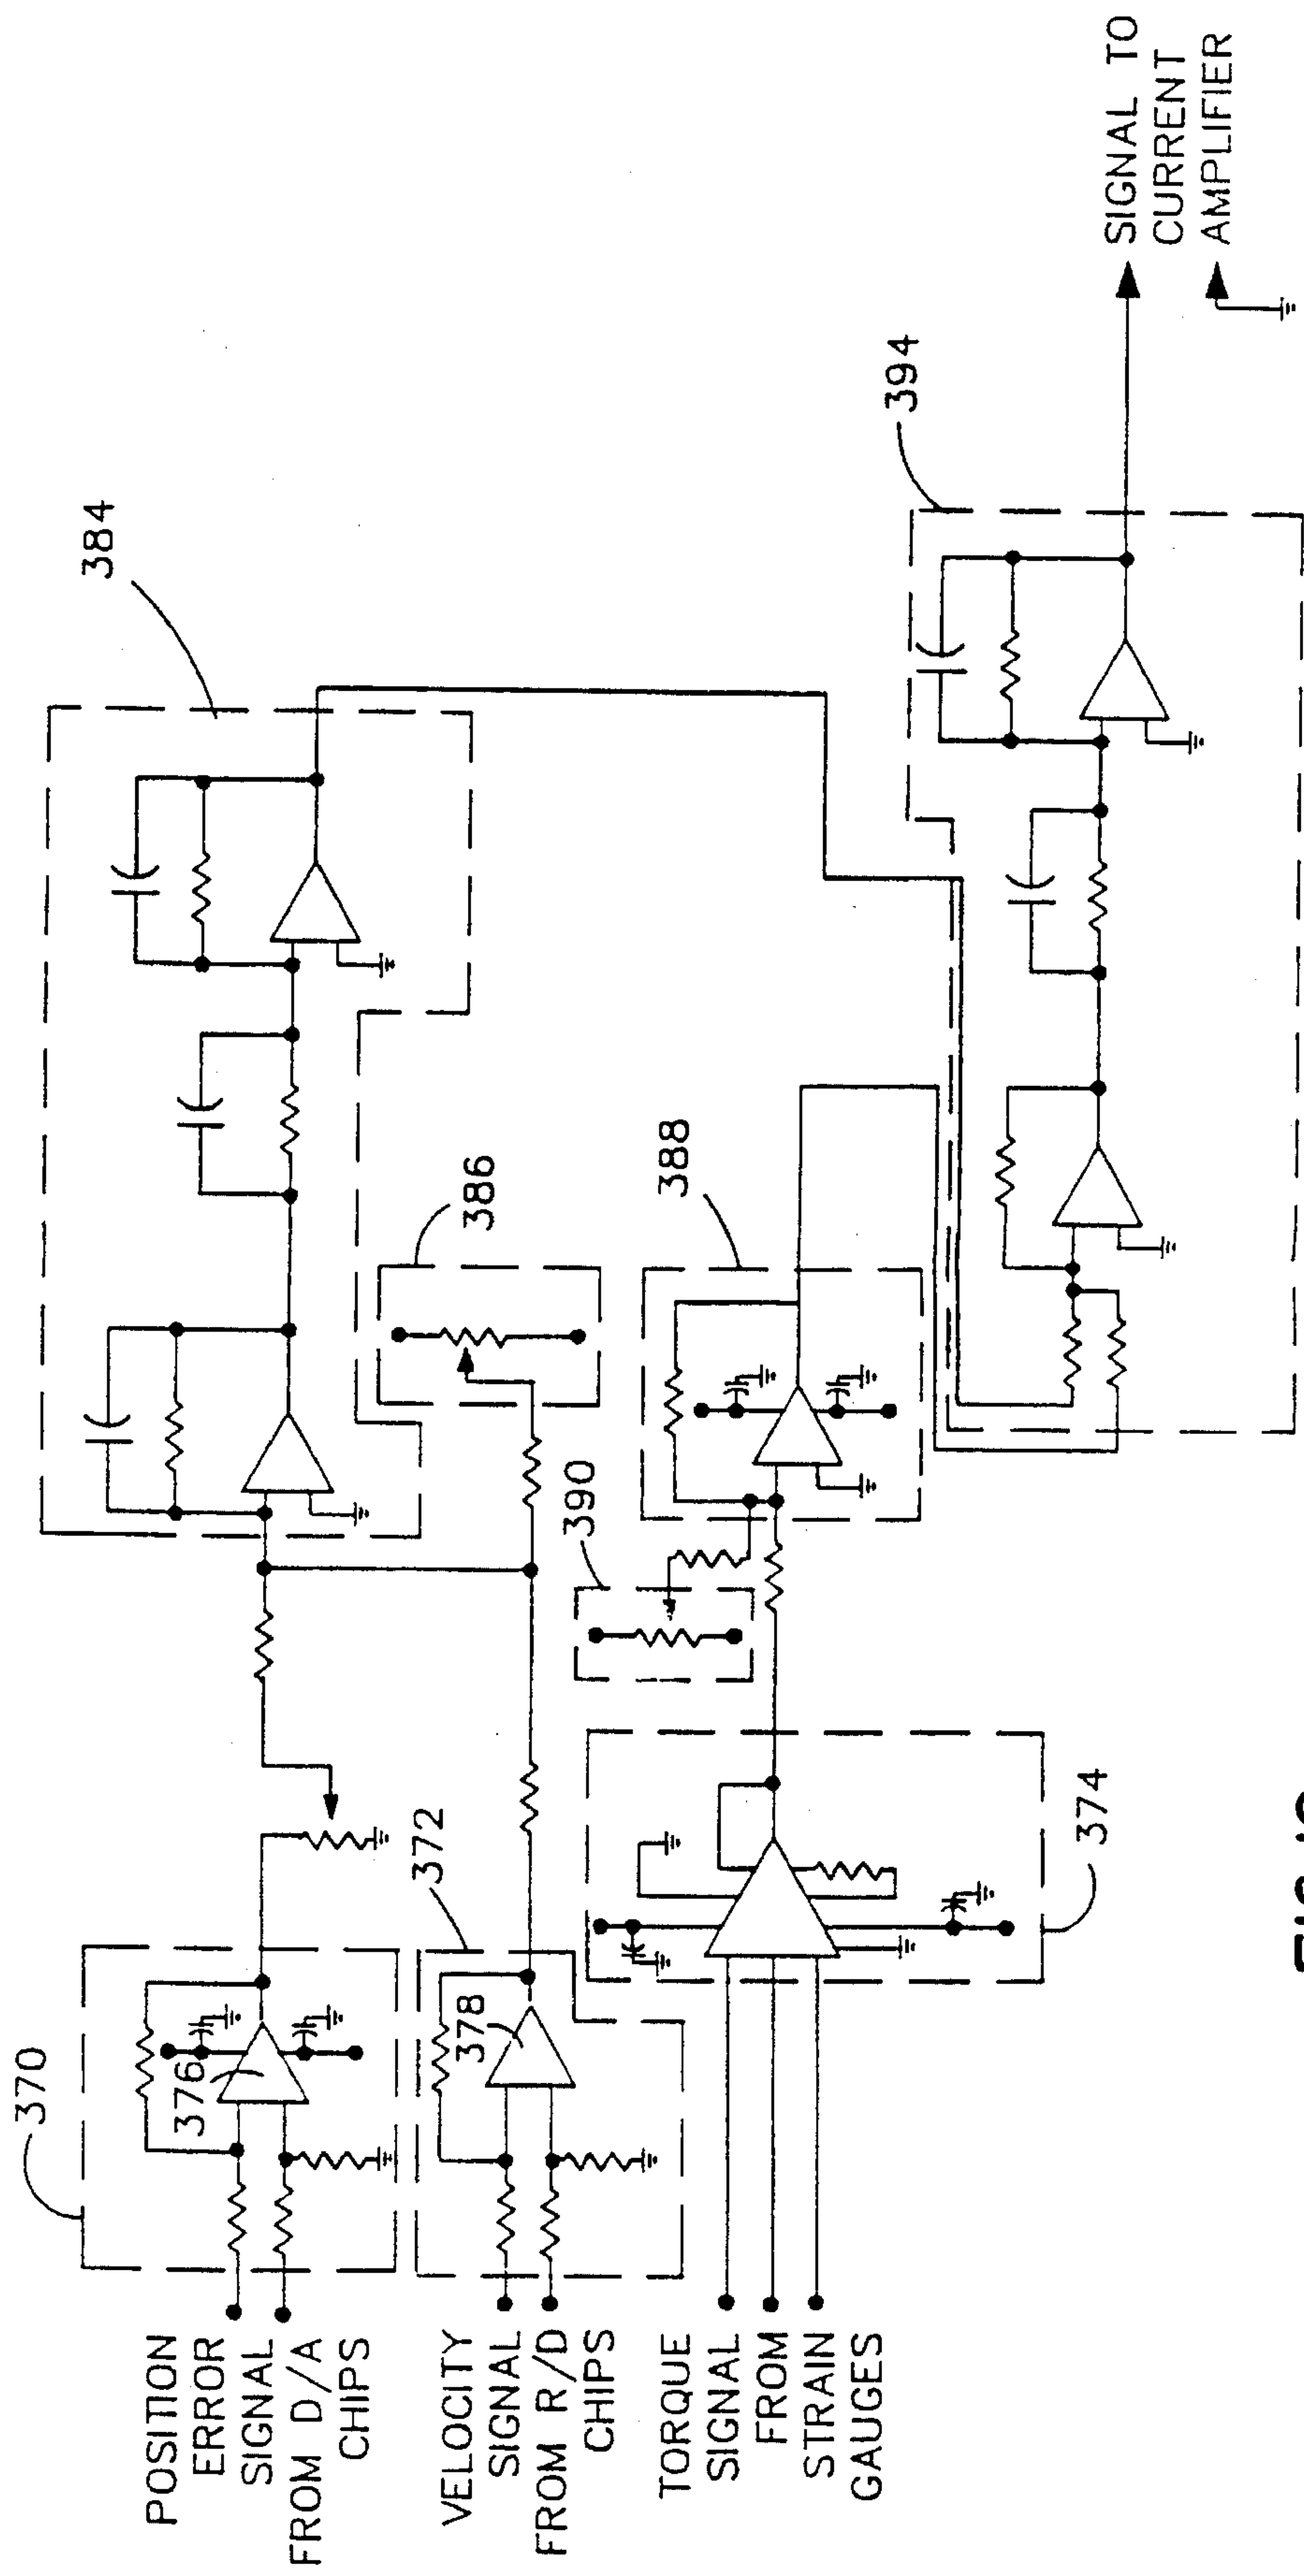 370
376
POSITION
ERROR
SIGNAL
FROM D/A
CHIPS
384
386
372
378
VELOCITY
SIGNAL
FROM R/D
CHIPS
390
388
374
TORQUE
SIGNAL
FROM
STRAIN
GAUGES
394
SIGNAL TO
CURRENT
AMPLIFIER